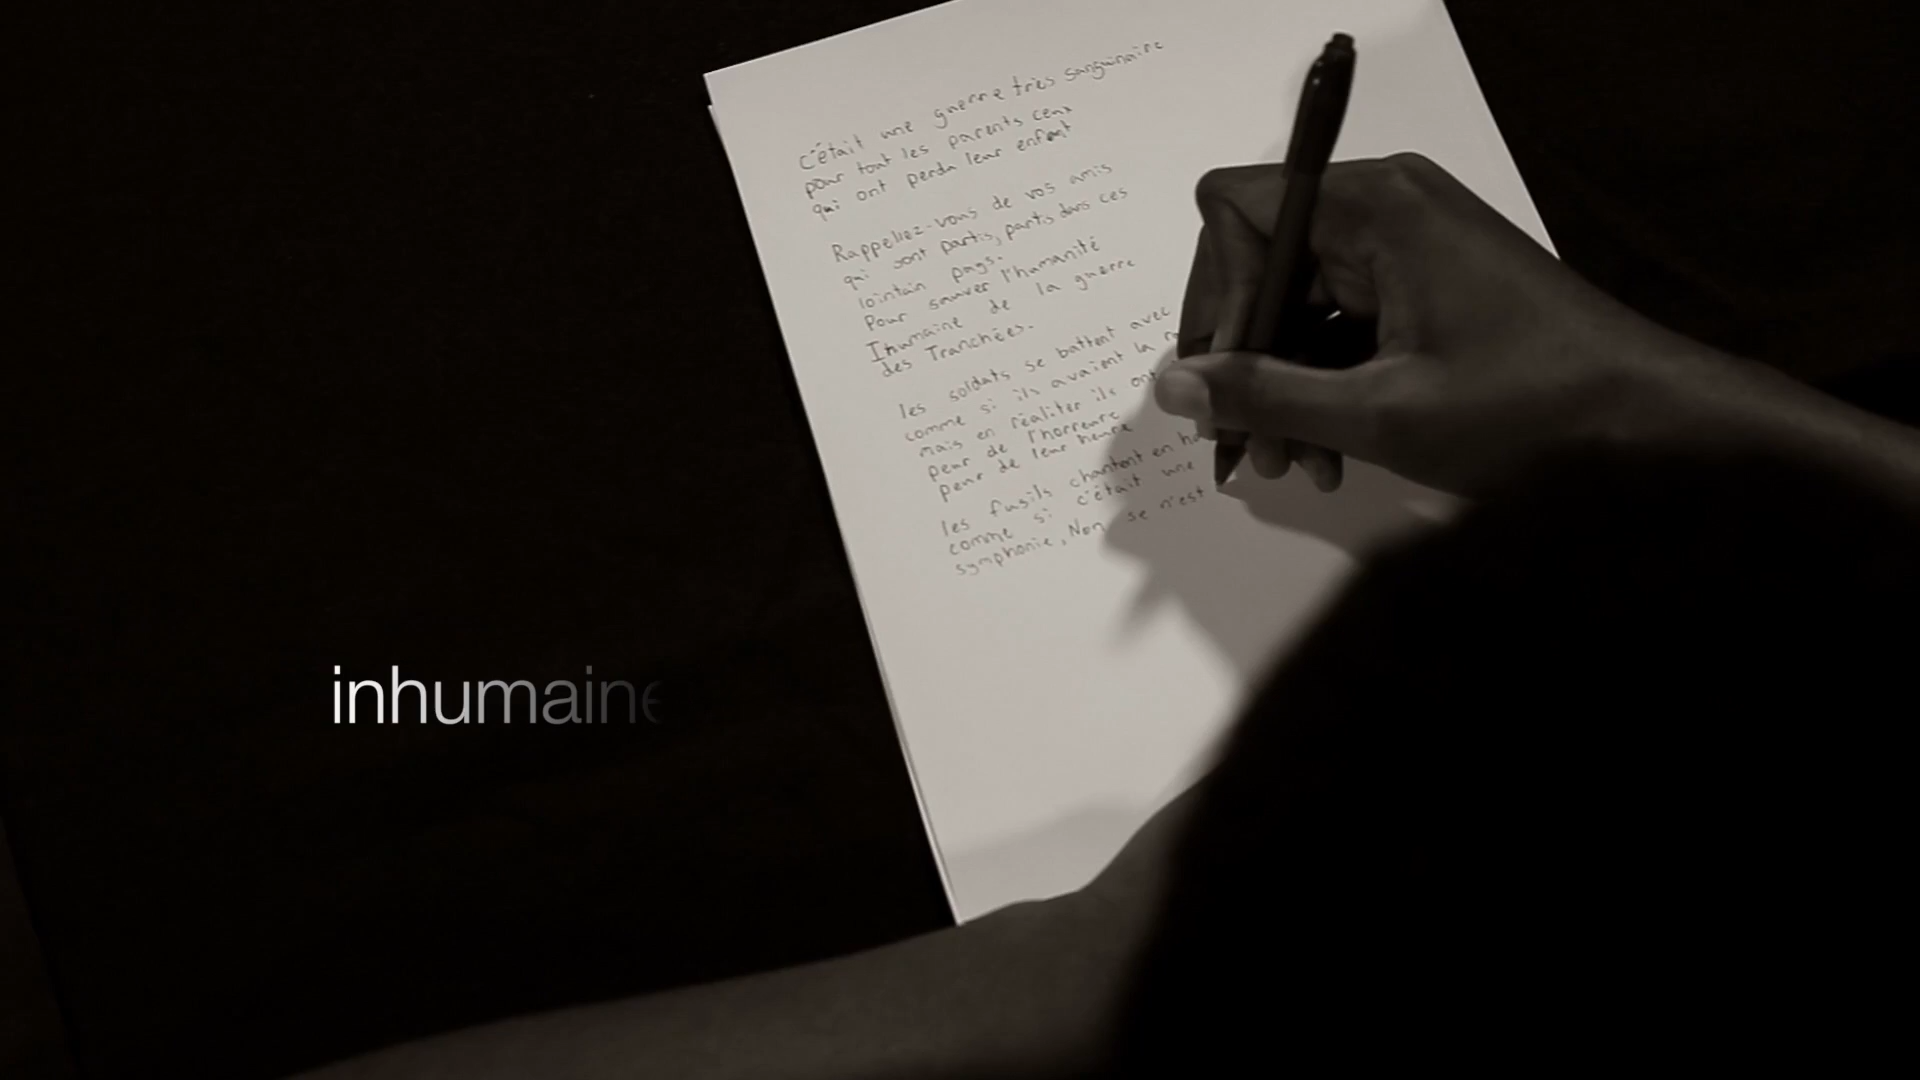 C'était une guerre très sanguinaire
pour tout les parents ceux
qui ont perdu leur enfant
Rappellez-vous de vos amis
qui sont partis, partis dans ces
lointain pays.
Pour sauver l'humanité
Inhumaine de la guerre
des Tranchées.
les soldats se battent avec
comme si ils avaient la
mais en réaliter ils ont
peur de l'horreure
peur de leur heure
les fusils chantent en
comme si c'était une
symphonie, Non se n'est
inhumaine